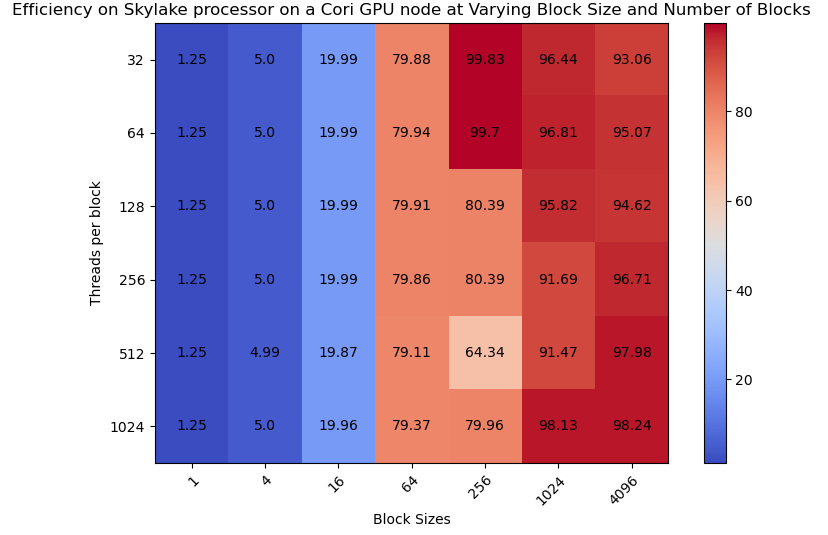 Efficiency on Skylake processor on a Cori GPU node at Varying Block Size and Number of Blocks
Threads per block
32 1.25 5.0 19.99 79.88 99.83 96.44 93.06
64 1.25 5.0 19.99 79.94 99.7 96.81 95.07
128 1.25 5.0 19.99 79.91 80.39 95.82 94.62
256 1.25 5.0 19.99 79.86 80.39 91.69 96.71
512 1.25 4.99 19.87 79.11 64.34 91.47 97.98
1024 1.25 5.0 19.96 79.37 79.96 98.13 98.24
1 4 16 64 256 1024 4096
Block Sizes
80
60
40
20